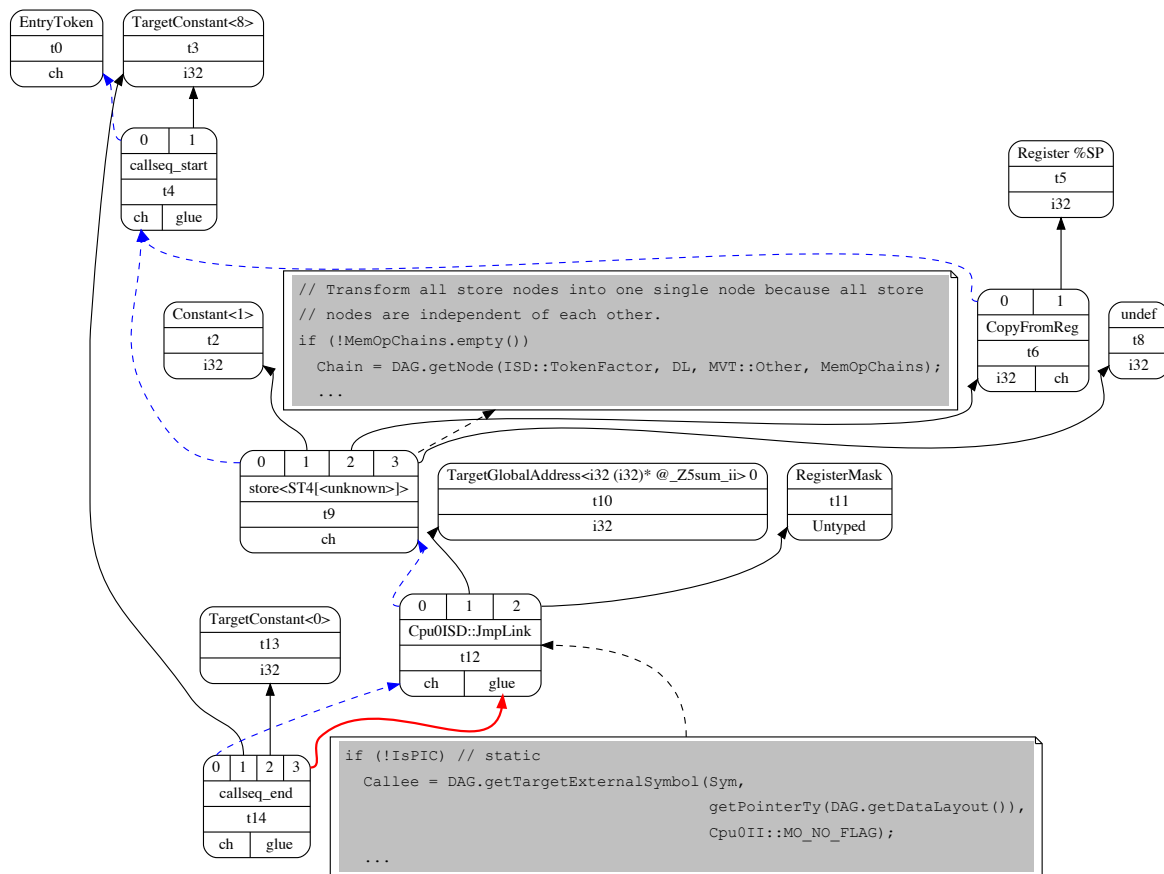 EntryToken
t0
ch
TargetConstant<8>
t3
i32
0 1
callseq_start
t4
ch glue
Register %SP
t5
i32
Constant<1>
t2
i32
// Transform all store nodes into one single node because all store
// nodes are independent of each other.
if (!MemOpChains.empty())
  Chain = DAG.getNode(ISD::TokenFactor, DL, MVT::Other, MemOpChains);
  ...
0 1
CopyFromReg
t6
i32 ch
undef
t8
i32
0 1 2 3
store<ST4[<unknown>]>
t9
ch
TargetGlobalAddress<i32 (i32)* @_Z5sum_ii> 0
t10
i32
RegisterMask
t11
Untyped
TargetConstant<0>
t13
i32
0 1 2
Cpu0ISD::JmpLink
t12
ch glue
0 1 2 3
callseq_end
t14
ch glue
if (!IsPIC) // static
  Callee = DAG.getTargetExternalSymbol(Sym,
                                       getPointerTy(DAG.getDataLayout()),
                                       Cpu0II::MO_NO_FLAG);
  ...